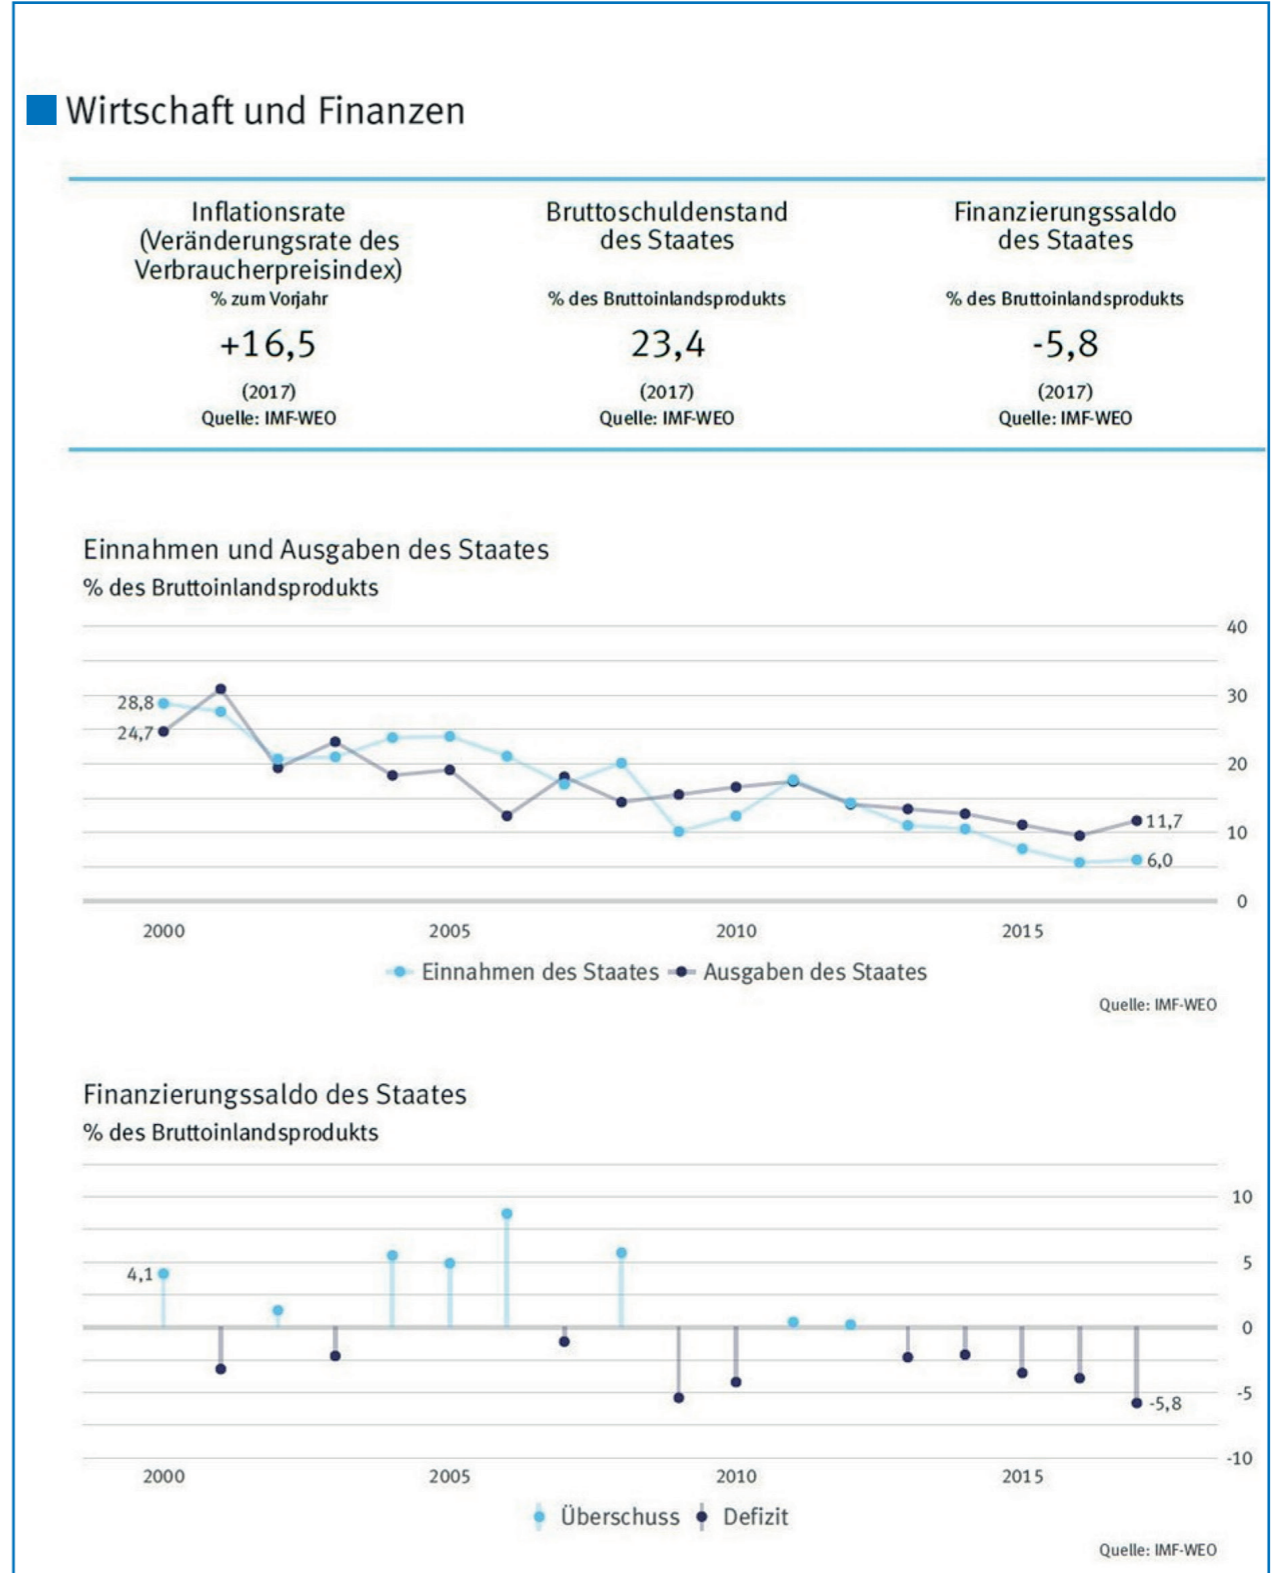 Wirtschaft und Finanzen
Inflationsrate
(Veränderungsrate des
Verbraucherpreisindex)
% zum Vorjahr
+16,5
(2017)
Quelle: IMF-WEO
Bruttoschuldenstand
des Staates
% des Bruttoinlandsprodukts
23,4
(2017)
Quelle: IMF-WEO
Finanzierungssaldo
des Staates
% des Bruttoinlandsprodukts
-5,8
(2017)
Quelle: IMF-WEO
Einnahmen und Ausgaben des Staates
% des Bruttoinlandsprodukts
40
30
20
10
0
28,8
24,7
11,7
6,0
2000 2005 2010 2015
Einnahmen des Staates Ausgaben des Staates
Quelle: IMF-WEO
Finanzierungssaldo des Staates
% des Bruttoinlandsprodukts
10
5
0
-5
-10
4,1
-5,8
2000 2005 2010 2015
Überschuss Defizit
Quelle: IMF-WEO